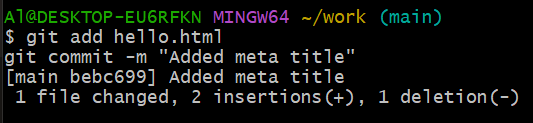 Al@DESKTOP-EU6RFKN MINGW64 ~/work (main)
$ git add hello.html
git commit -m "Added meta title"
[main bebc699] Added meta title
 1 file changed, 2 insertions(+), 1 deletion(-)